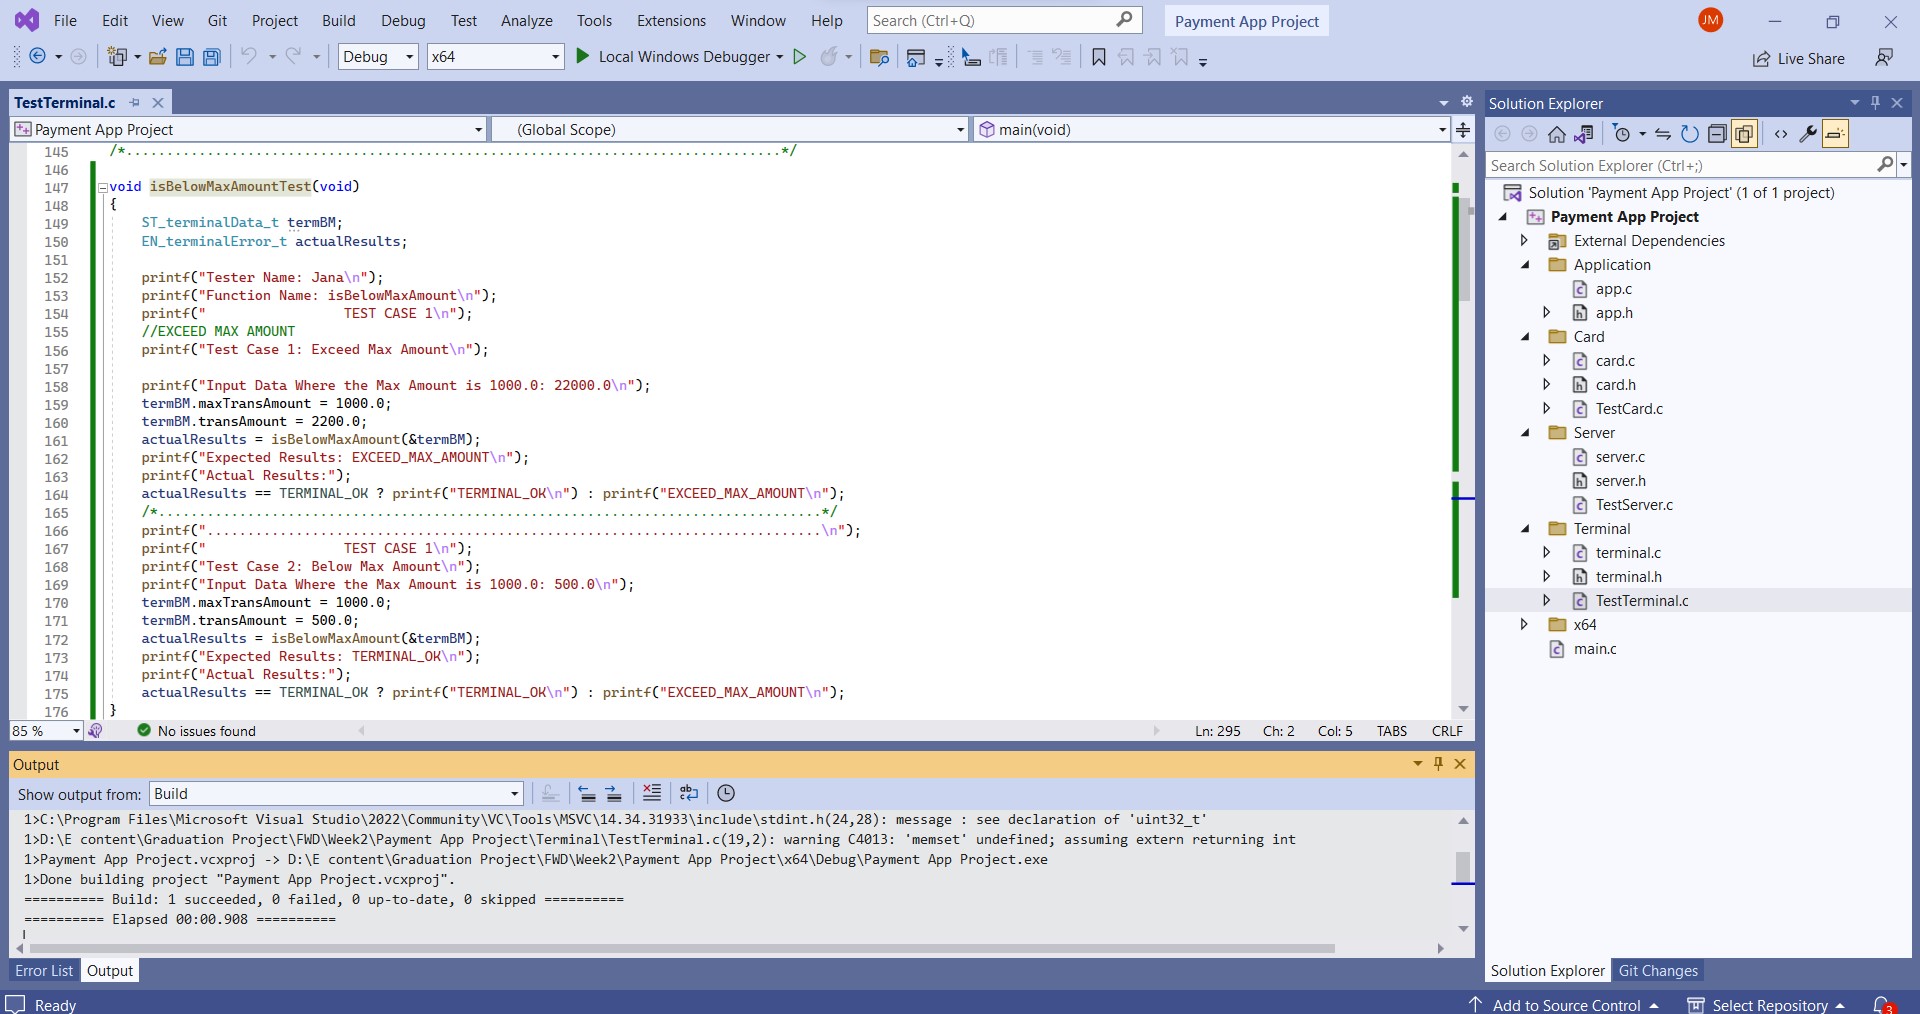 File Edit View Git Project Build Debug Test Analyze Tools Extensions Window Help Search (Ctrl+Q) Payment App Project JM
Debug x64 Local Windows Debugger Live Share
TestTerminal.c
Payment App Project (Global Scope) main(void)
145 /*..................................................................................*/
146
147 void isBelowMaxAmountTest(void)
148 {
149 ST_terminalData_t termBM;
150 EN_terminalError_t actualResults;
151
152 printf("Tester Name: Jana\n");
153 printf("Function Name: isBelowMaxAmount\n");
154 printf("                 TEST CASE 1\n");
155 //EXCEED MAX AMOUNT
156 printf("Test Case 1: Exceed Max Amount\n");
157
158 printf("Input Data Where the Max Amount is 1000.0: 22000.0\n");
159 termBM.maxTransAmount = 1000.0;
160 termBM.transAmount = 2200.0;
161 actualResults = isBelowMaxAmount(&termBM);
162 printf("Expected Results: EXCEED_MAX_AMOUNT\n");
163 printf("Actual Results:");
164 actualResults == TERMINAL_OK ? printf("TERMINAL_OK\n") : printf("EXCEED_MAX_AMOUNT\n");
165 /*..................................................................................*/
166 printf("............................................................................\n");
167 printf("                 TEST CASE 1\n");
168 printf("Test Case 2: Below Max Amount\n");
169 printf("Input Data Where the Max Amount is 1000.0: 500.0\n");
170 termBM.maxTransAmount = 1000.0;
171 termBM.transAmount = 500.0;
172 actualResults = isBelowMaxAmount(&termBM);
173 printf("Expected Results: TERMINAL_OK\n");
174 printf("Actual Results:");
175 actualResults == TERMINAL_OK ? printf("TERMINAL_OK\n") : printf("EXCEED_MAX_AMOUNT\n");
176 }
85 % No issues found Ln: 295 Ch: 2 Col: 5 TABS CRLF
Output
Show output from: Build
1>C:\Program Files\Microsoft Visual Studio\2022\Community\VC\Tools\MSVC\14.34.31933\include\stdint.h(24,28): message : see declaration of 'uint32_t'
1>D:\E content\Graduation Project\FWD\Week2\Payment App Project\Terminal\TestTerminal.c(19,2): warning C4013: 'memset' undefined; assuming extern returning int
1>Payment App Project.vcxproj -> D:\E content\Graduation Project\FWD\Week2\Payment App Project\x64\Debug\Payment App Project.exe
1>Done building project "Payment App Project.vcxproj".
========== Build: 1 succeeded, 0 failed, 0 up-to-date, 0 skipped ==========
========== Elapsed 00:00.908 ==========
Error List Output
Solution Explorer
Search Solution Explorer (Ctrl+;)
Solution 'Payment App Project' (1 of 1 project)
Payment App Project
External Dependencies
Application
app.c
app.h
Card
card.c
card.h
TestCard.c
Server
server.c
server.h
TestServer.c
Terminal
terminal.c
terminal.h
TestTerminal.c
x64
main.c
Solution Explorer Git Changes
Ready Add to Source Control Select Repository 3